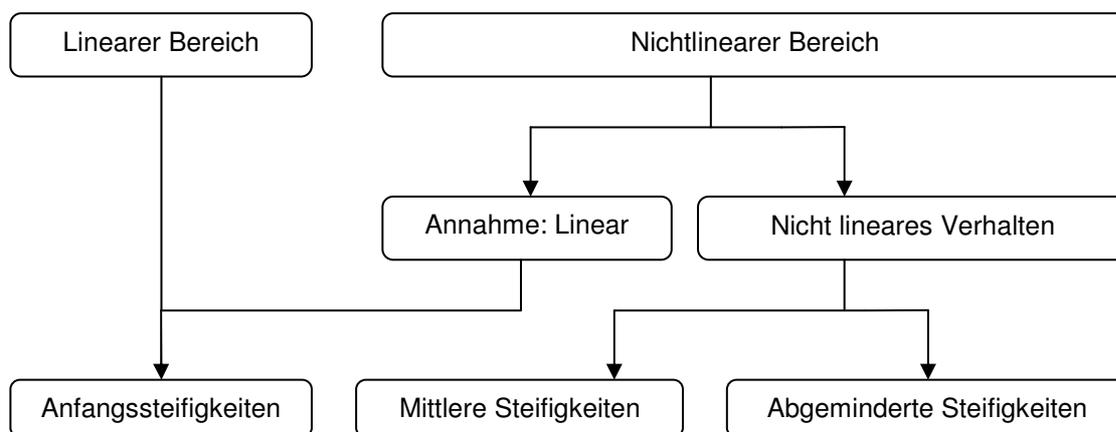 Linearer Bereich
Nichtlinearer Bereich
Annahme: Linear
Nicht lineares Verhalten
Anfangssteifigkeiten
Mittlere Steifigkeiten
Abgeminderte Steifigkeiten